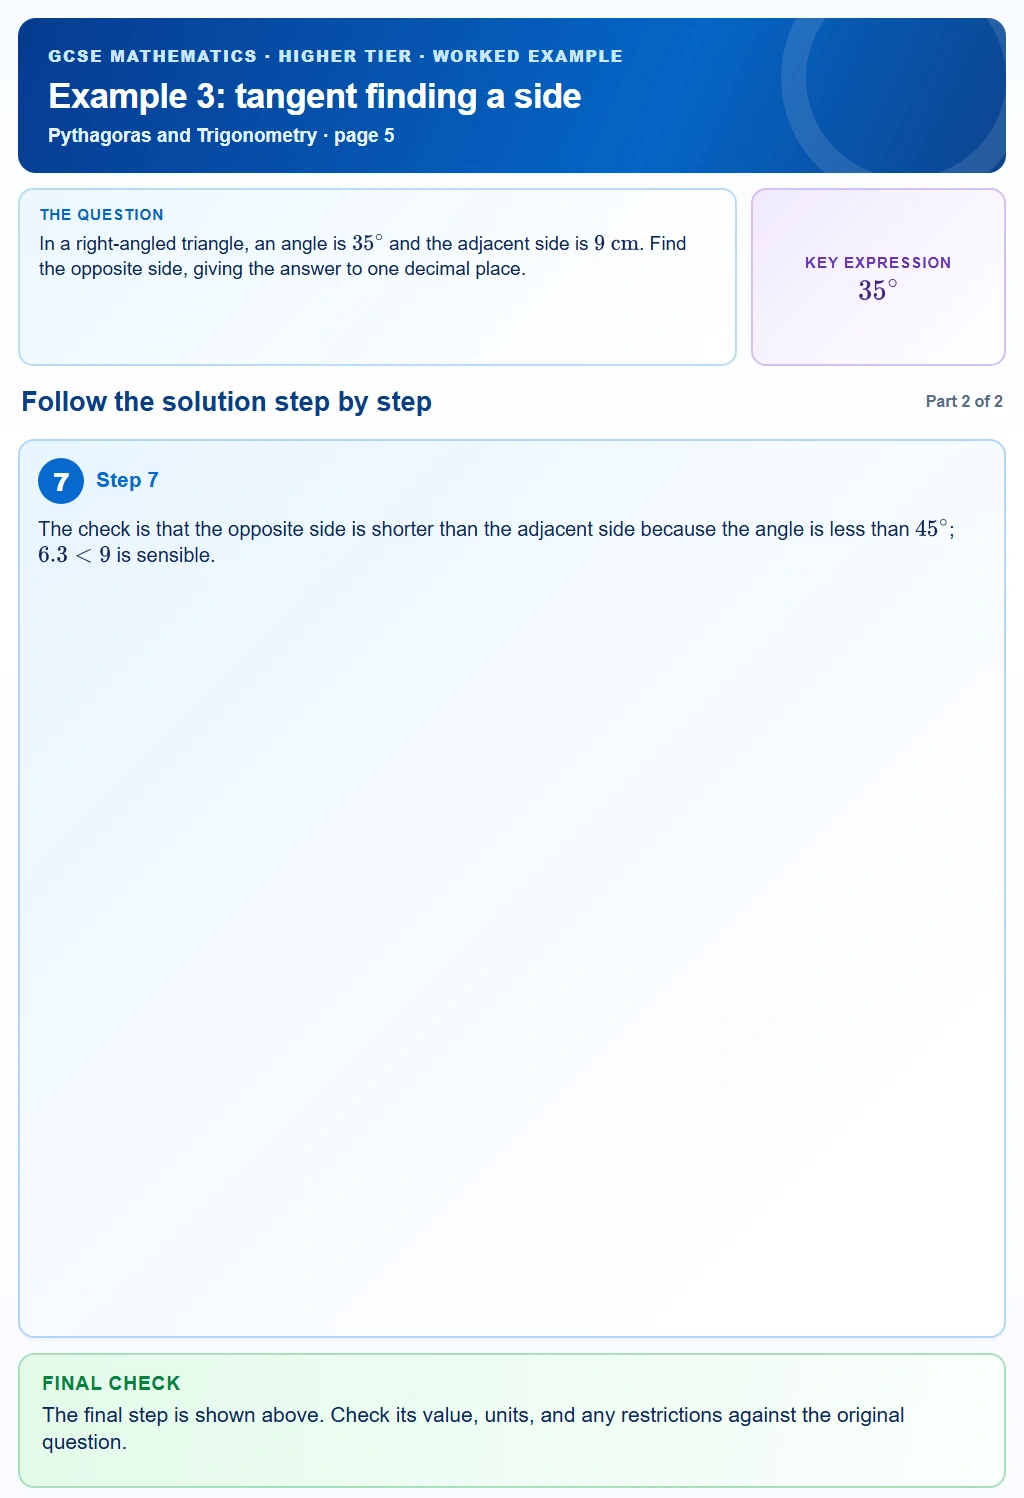 GCSE MATHEMATICS · HIGHER TIER · WORKED EXAMPLE
Example 3: tangent finding a side
Pythagoras and Trigonometry · page 5
THE QUESTION
In a right-angled triangle, an angle is 35° and the adjacent side is 9 cm. Find
the opposite side, giving the answer to one decimal place.
KEY EXPRESSION
35°
Follow the solution step by step
Part 2 of 2
7 Step 7
The check is that the opposite side is shorter than the adjacent side because the angle is less than 45°;
6.3 < 9 is sensible.
FINAL CHECK
The final step is shown above. Check its value, units, and any restrictions against the original
question.